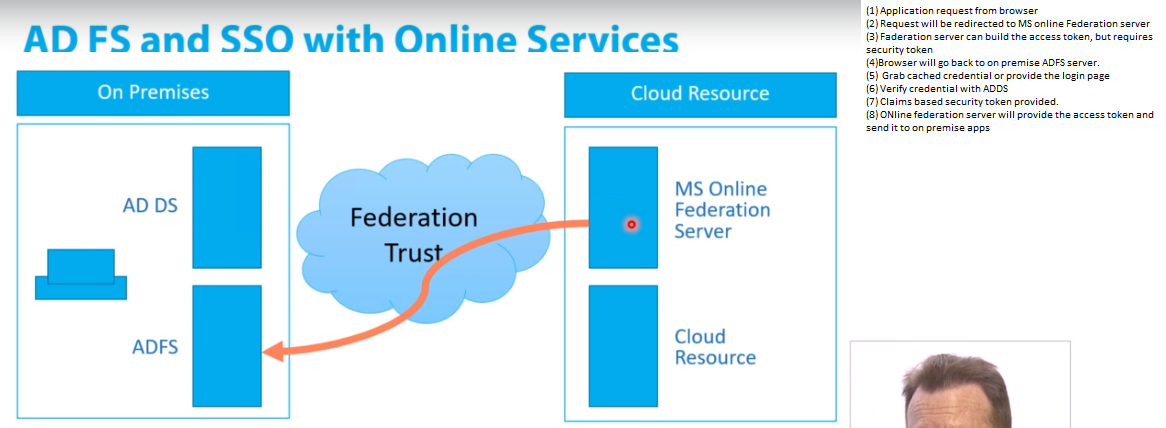 AD FS and SSO with Online Services
On Premises
AD DS
ADFS
Federation
Trust
Cloud Resource
MS Online
Federation
Server
Cloud
Resource
(1) Application request from browser
(2) Request will be redirected to MS online Federation server
(3) Faderation server can build the access token, but requires
security token
(4)Browser will go back to on premise ADFS server.
(5) Grab cached credential or provide the login page
(6) Verify credential with ADDS
(7) Claims based security token provided.
(8) ONline federation server will provide the access token and
send it to on premise apps